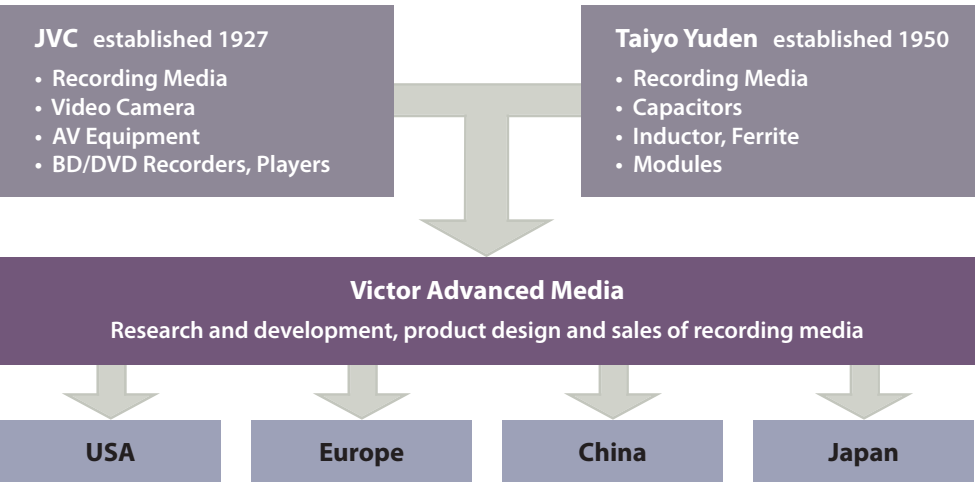 JVC established 1927
• Recording Media
• Video Camera
• AV Equipment
• BD/DVD Recorders, Players
Taiyo Yuden established 1950
• Recording Media
• Capacitors
• Inductor, Ferrite
• Modules
Victor Advanced Media
Research and development, product design and sales of recording media
USA
Europe
China
Japan